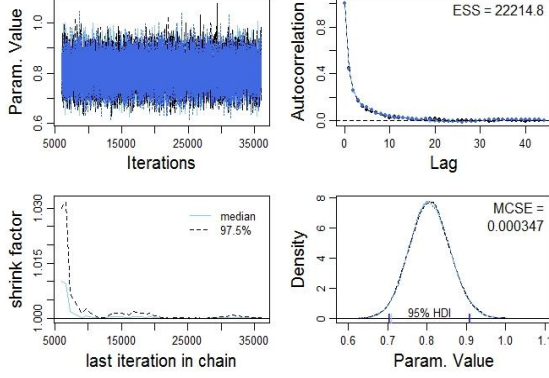 Param. Value
0.6 0.8 1.0
5000 15000 25000 35000
Iterations
Autocorrelation
0.0 0.4 0.8
ESS = 22214.8
0 10 20 30 40
Lag
shrink factor
1.000 1.015 1.030
median
97.5%
5000 15000 25000 35000
last iteration in chain
Density
0 2 4 6 8
MCSE =
0.000347
95% HDI
0.6 0.7 0.8 0.9 1.0 1.1
Param. Value